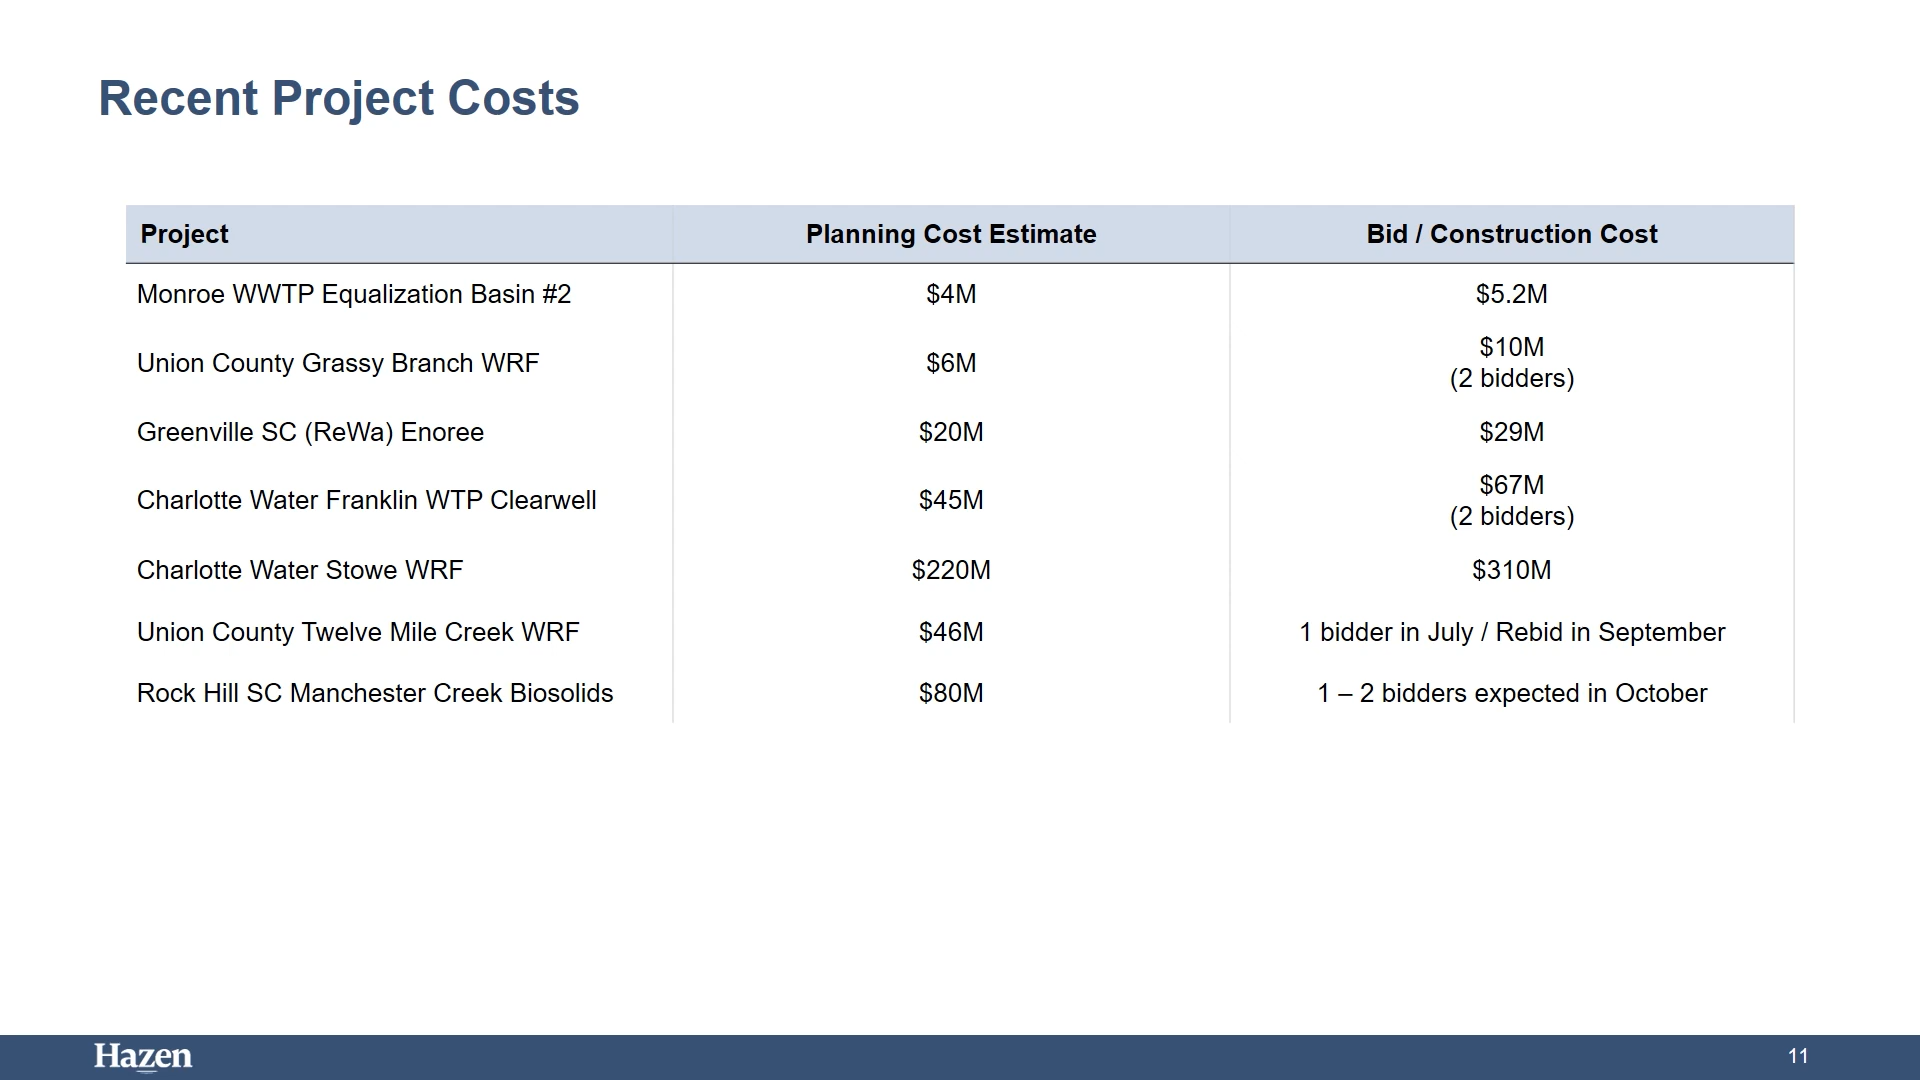 Recent Project Costs
Project
Planning Cost Estimate
Bid / Construction Cost
Monroe WWTP Equalization Basin #2
$4M
$5.2M
Union County Grassy Branch WRF
$6M
$10M
(2 bidders)
Greenville SC (ReWa) Enoree
$20M
$29M
Charlotte Water Franklin WTP Clearwell
$45M
$67M
(2 bidders)
Charlotte Water Stowe WRF
$220M
$310M
Union County Twelve Mile Creek WRF
$46M
1 bidder in July / Rebid in September
Rock Hill SC Manchester Creek Biosolids
$80M
1 – 2 bidders expected in October
Hazen
11